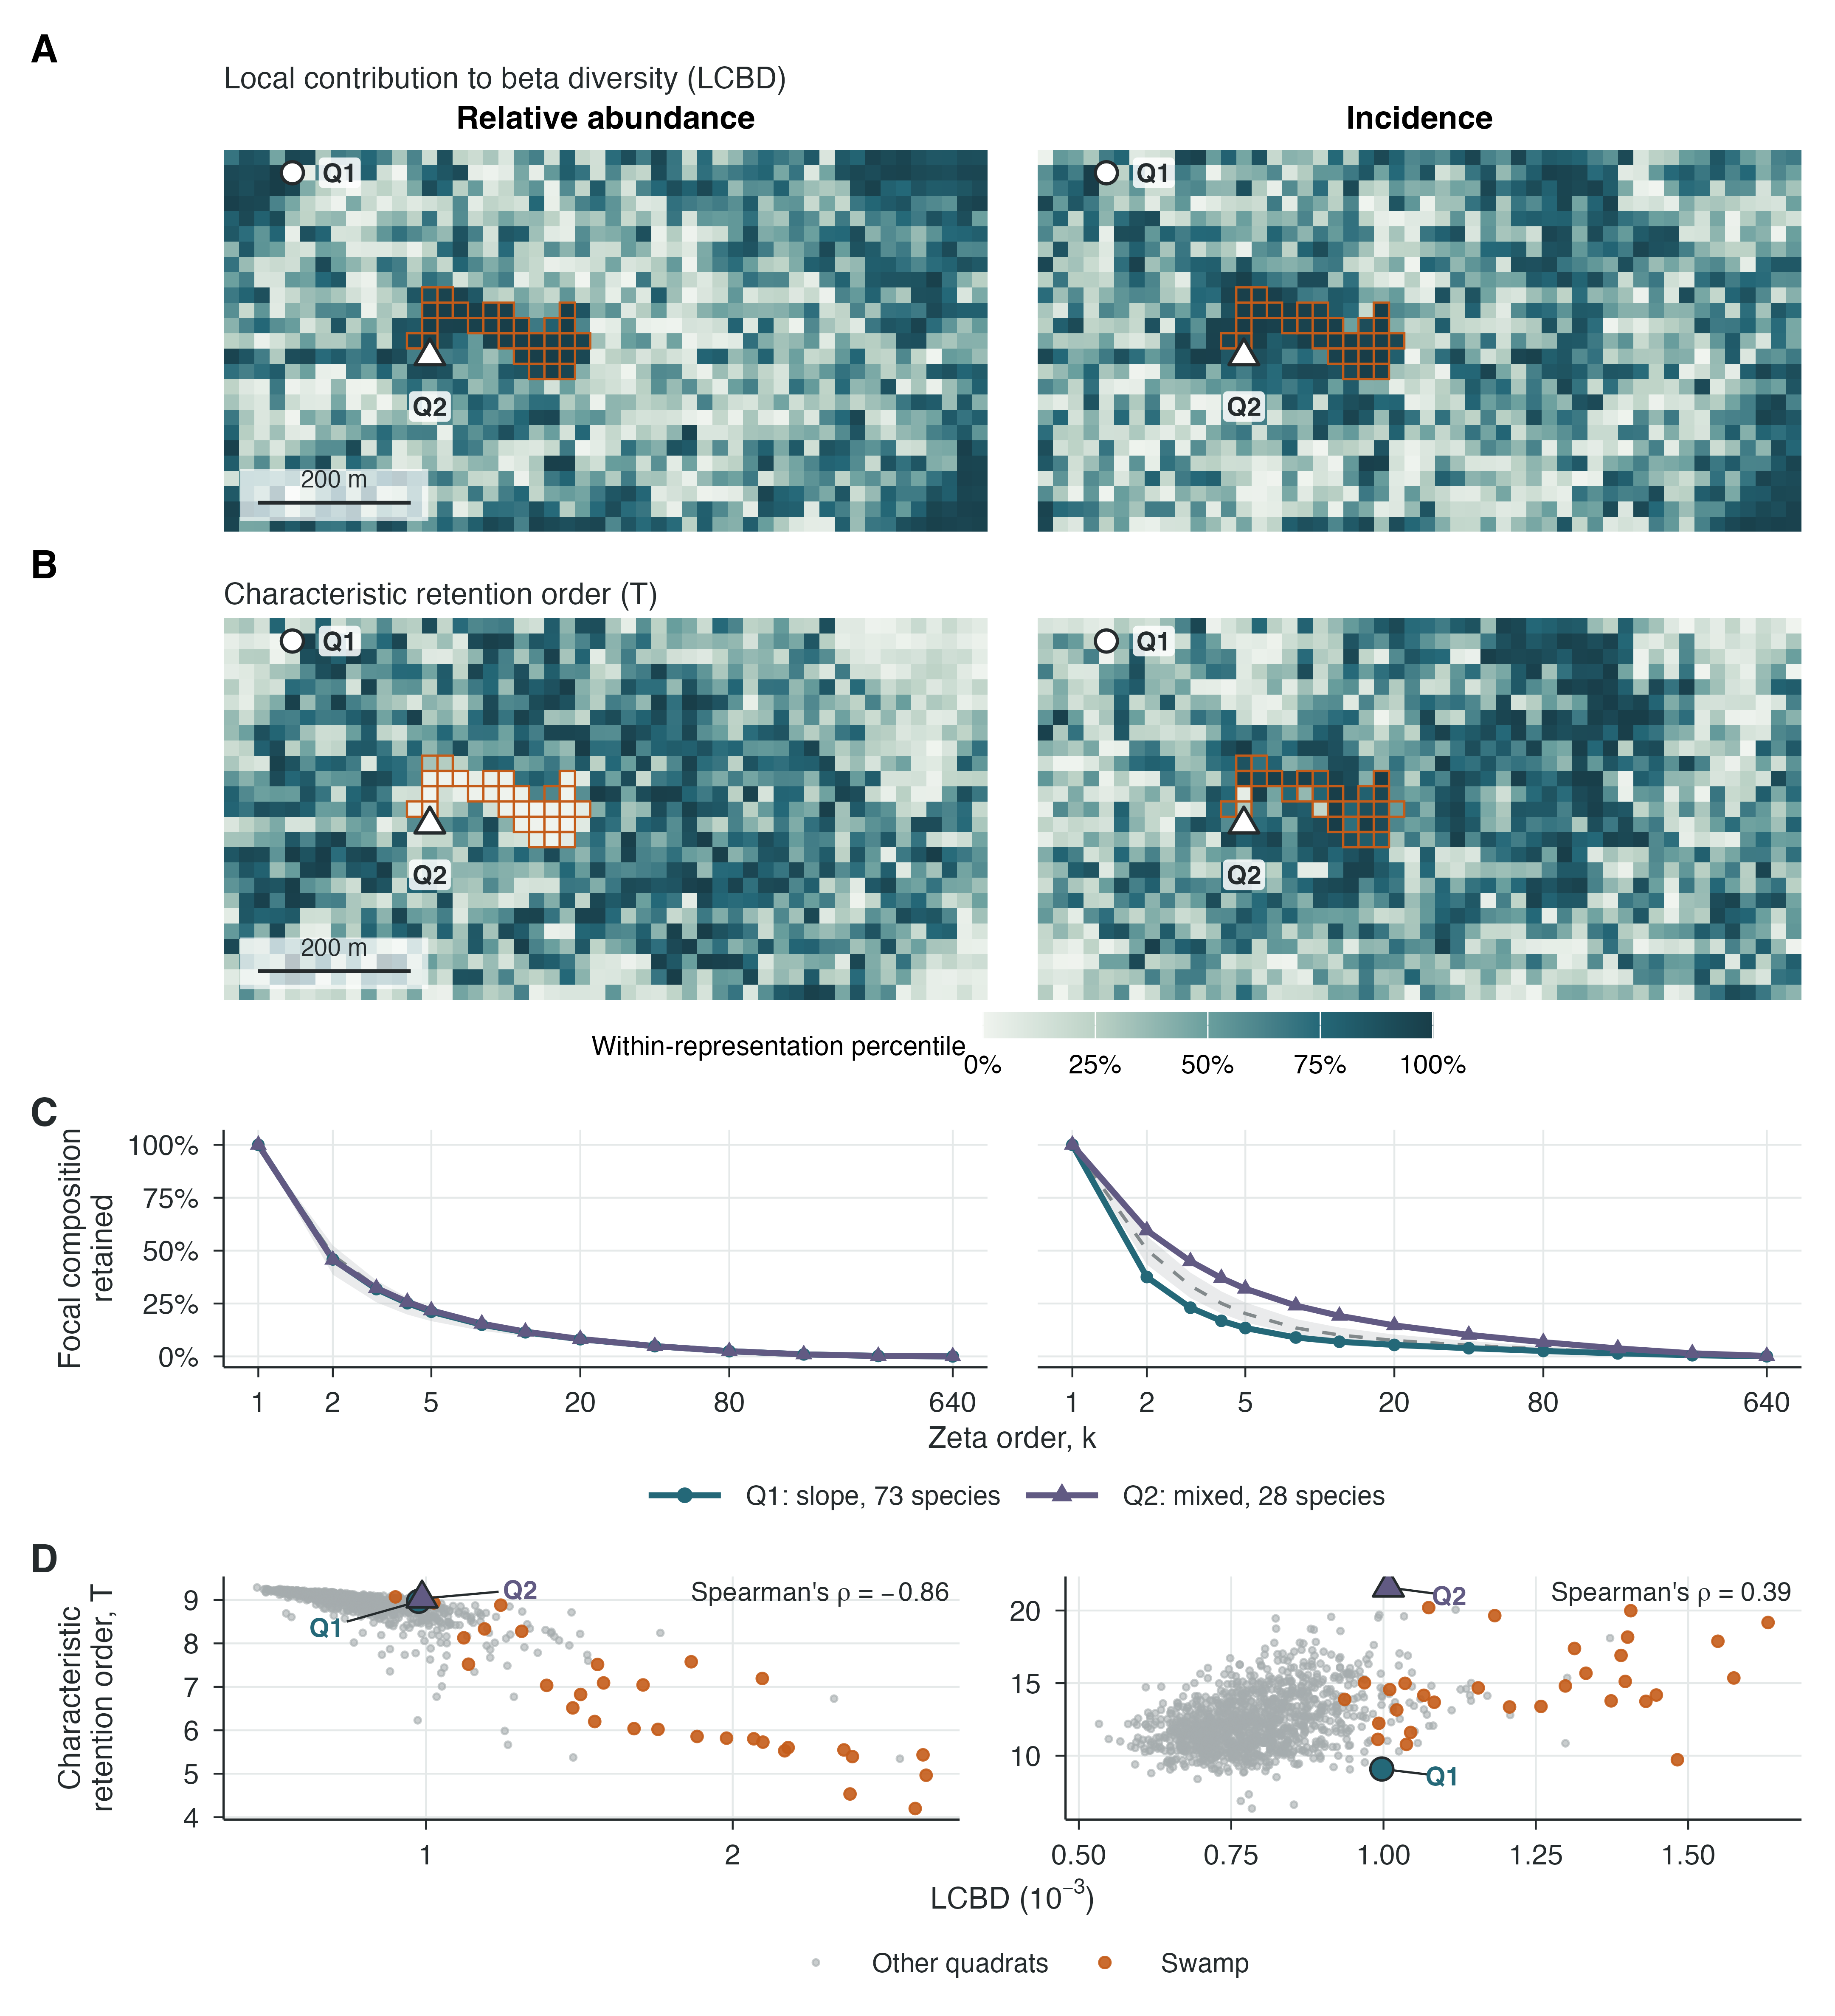 A
Local contribution to beta diversity (LCBD)
Relative abundance
Incidence
Q1
Q1
Q2
Q2
200 m
B
Characteristic retention order (T)
Q1
Q1
Q2
Q2
200 m
Within-representation percentile
0% 25% 50% 75% 100%
C
Focal composition
retained
100%
75%
50%
25%
0%
1 2 5 20 80 640
1 2 5 20 80 640
Zeta order, k
Q1: slope, 73 species
Q2: mixed, 28 species
D
Characteristic
retention order, T
9
8
7
6
5
4
Q2
Q1
Spearman's ρ = −0.86
1 2
20
15
10
Q2
Q1
Spearman's ρ = 0.39
0.50 0.75 1.00 1.25 1.50
LCBD (10⁻³)
Other quadrats
Swamp